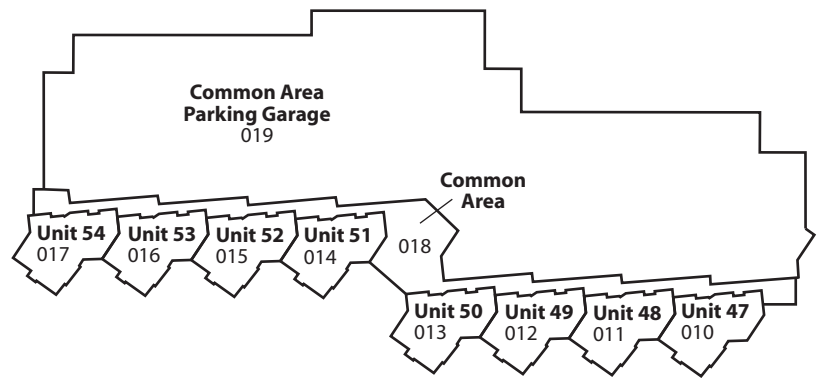 Common Area
Parking Garage
019
Common
Area
018
Unit 54
017
Unit 53
016
Unit 52
015
Unit 51
014
Unit 50
013
Unit 49
012
Unit 48
011
Unit 47
010